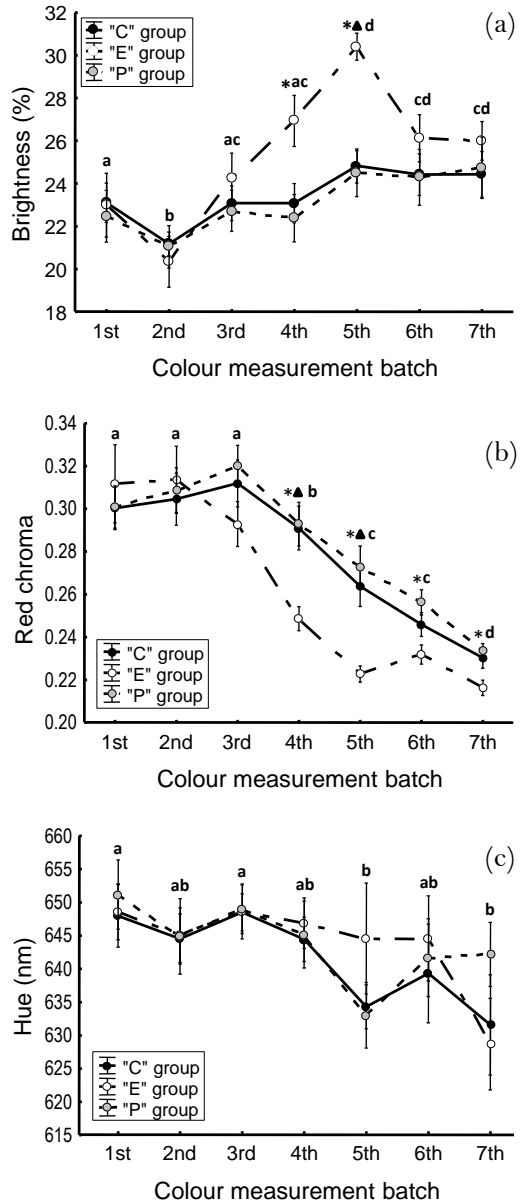 (a)
"C" group
"E" group
"P" group
Brightness (%)
32
30
28
26
24
22
20
18
a
b
ac
*ac
*▲d
cd
cd
1st 2nd 3rd 4th 5th 6th 7th
Colour measurement batch
(b)
Red chroma
0.34
0.32
0.30
0.28
0.26
0.24
0.22
0.20
a
a
a
*▲b
*▲c
*c
*d
"C" group
"E" group
"P" group
1st 2nd 3rd 4th 5th 6th 7th
Colour measurement batch
(c)
Hue (nm)
660
655
650
645
640
635
630
625
620
615
a
ab
a
ab
b
ab
b
"C" group
"E" group
"P" group
1st 2nd 3rd 4th 5th 6th 7th
Colour measurement batch